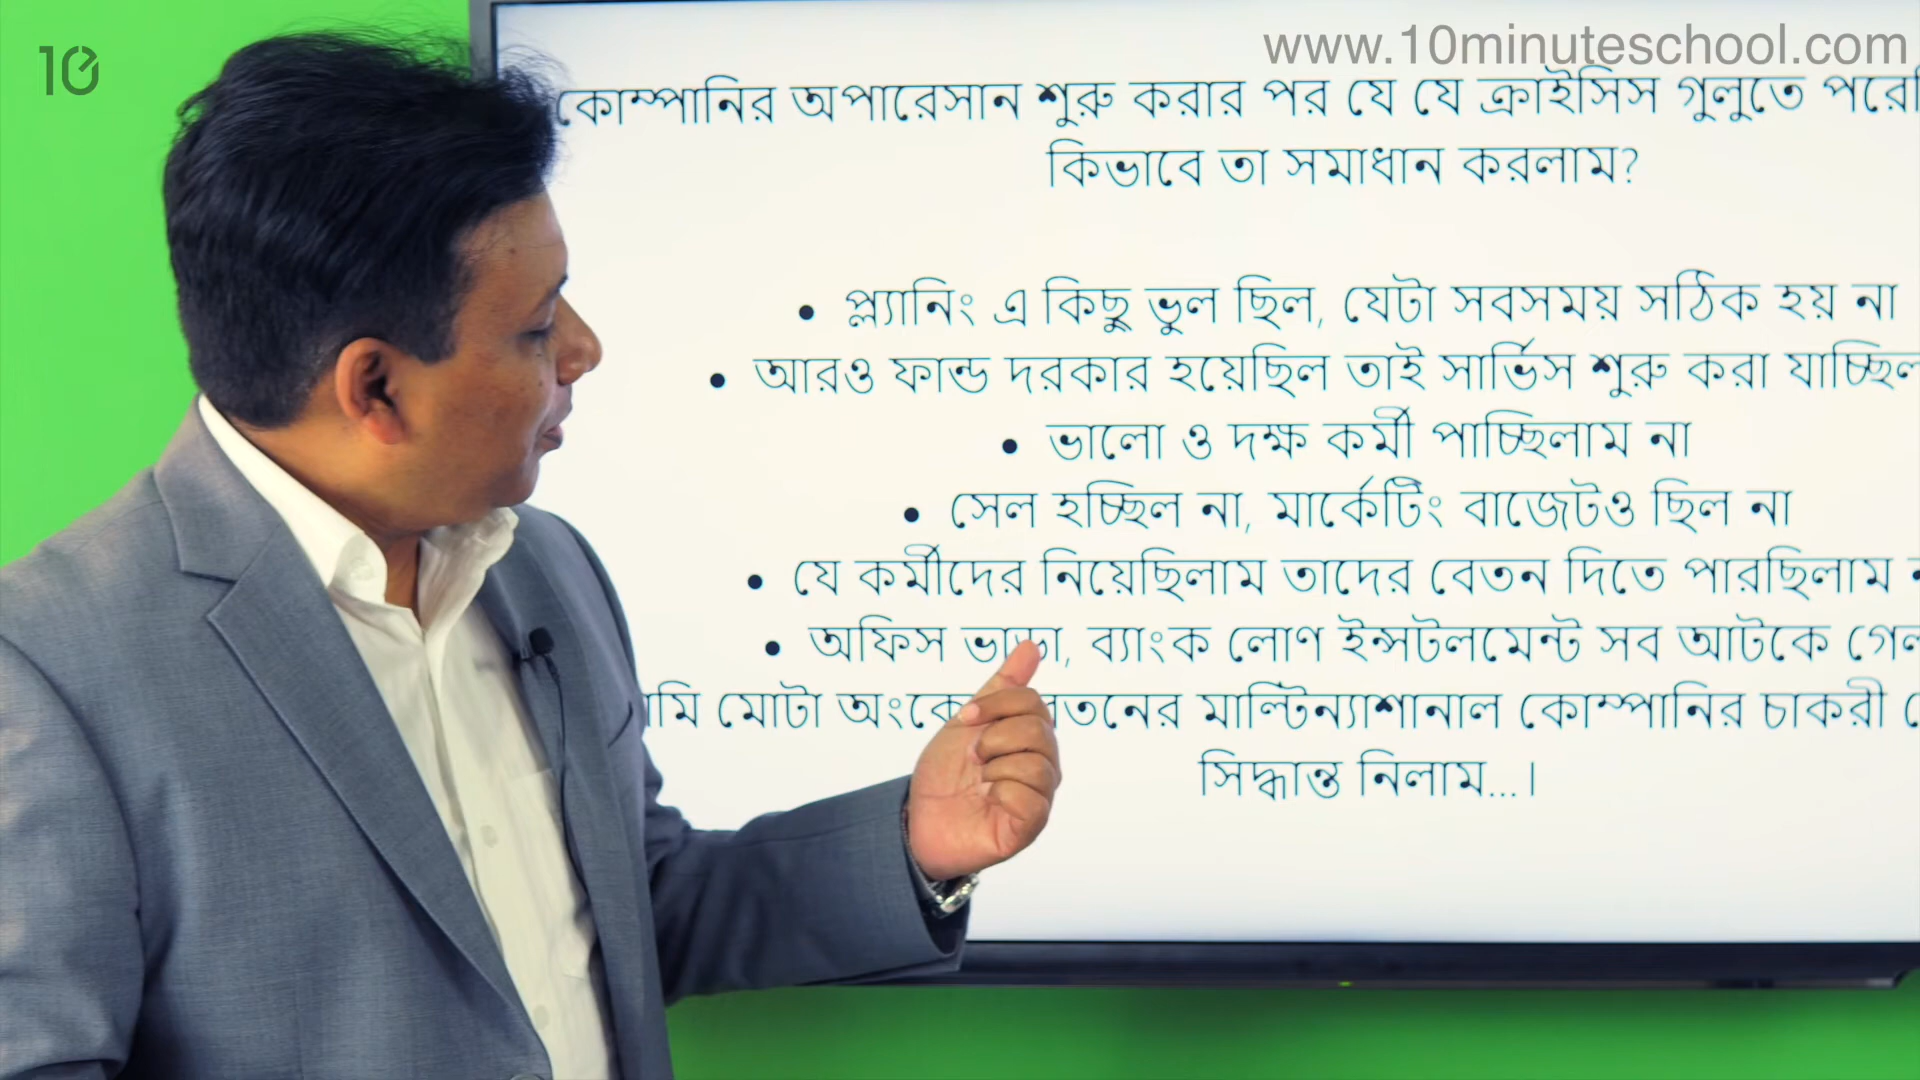 10
www.10minuteschool.com
কোম্পানির অপারেসান শুরু করার পর যে যে ক্রাইসিস গুলুতে
কিভাবে তা সমাধান করলাম?
• প্ল্যানিং এ কিছু ভুল ছিল, যেটা সবসময় সঠিক হয় না
• আরও ফান্ড দরকার হয়েছিল তাই সার্ভিস শুরু করা যাচ্ছিল
• ভালো ও দক্ষ কর্মী পাচ্ছিলাম না
• সেল হচ্ছিল না, মার্কেটিং বাজেটও ছিল না
• যে কর্মীদের নিয়েছিলাম তাদের বেতন দিতে পারছিলাম
• অফিস ভাড়া, ব্যাংক লোণ ইন্সটলমেন্ট সব আটকে গেল
মোটা মাল্টিন্যাশানাল কোম্পানির চাকরী
সিদ্ধান্ত নিলাম...।